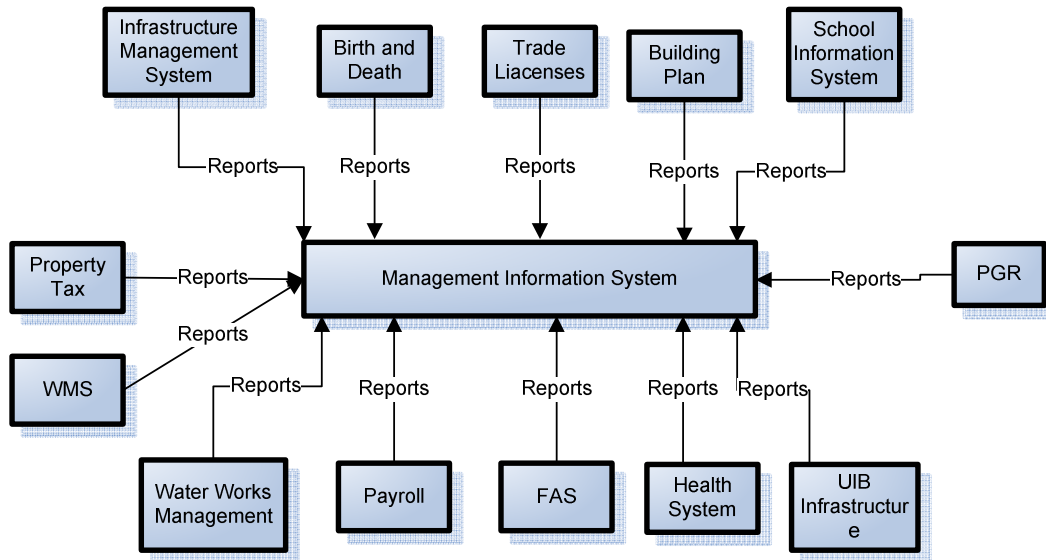 Infrastructure
Management
System
Birth and
Death
Trade
Liacenses
Building
Plan
School
Information
System
Reports
Reports
Reports
Reports
Reports
Property
Tax
Reports
Management Information System
Reports
PGR
Reports
WMS
Reports
Reports
Reports
Reports
Reports
Water Works
Management
Payroll
FAS
Health
System
UIB
Infrastructur
e